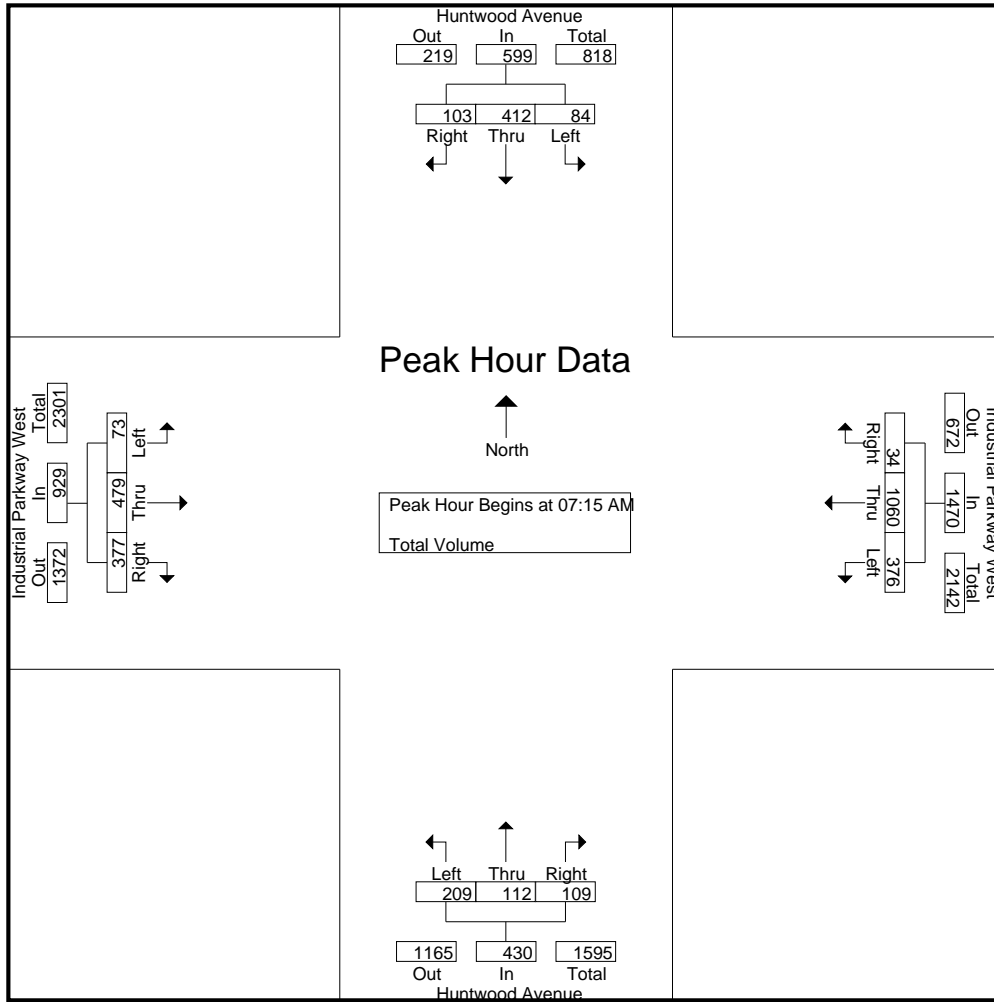 Huntwood Avenue
Out In Total
219 599 818
103 412 84
Right Thru Left
Peak Hour Data
North
Peak Hour Begins at 07:15 AM
Total Volume
Industrial Parkway West
Out In Total
1372 929 2301
377 479 73
Right Thru Left
Industrial Parkway West
Out In Total
672 1470 2142
34 1060 376
Right Thru Left
Left Thru Right
209 112 109
1165 430 1595
Out In Total
Huntwood Avenue